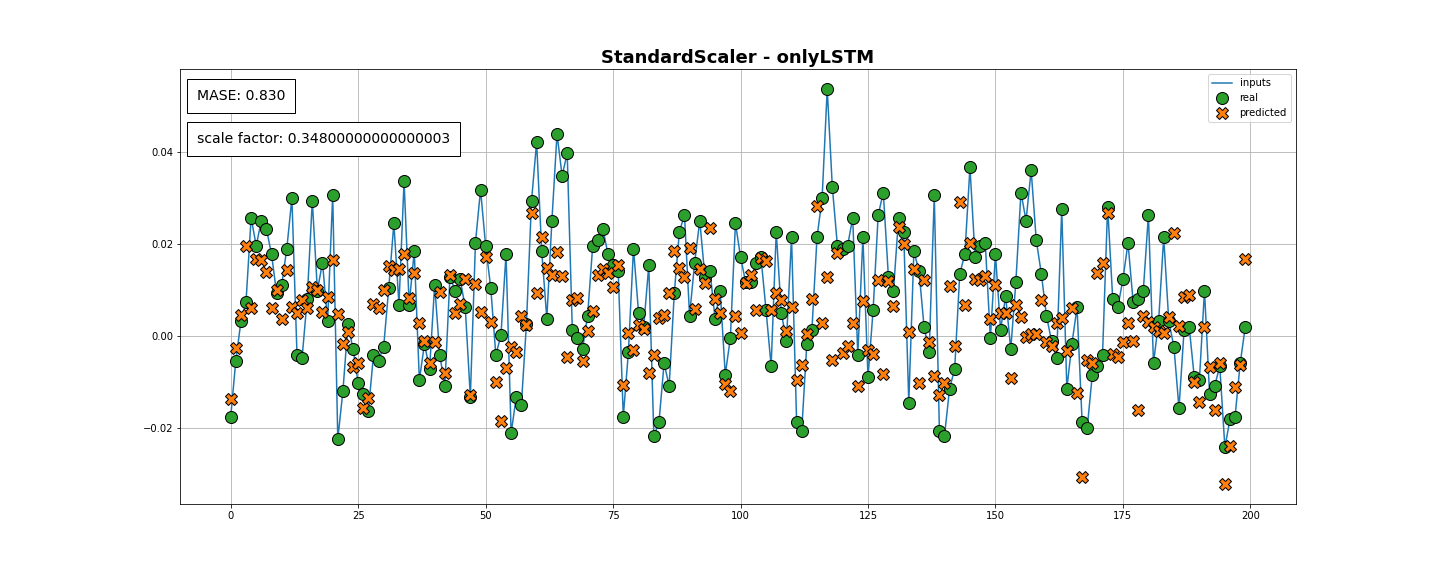 StandardScaler - onlyLSTM
MASE: 0.830
scale factor: 0.34800000000000003
inputs
real
predicted
0.04
0.02
0.00
−0.02
0 25 50 75 100 125 150 175 200